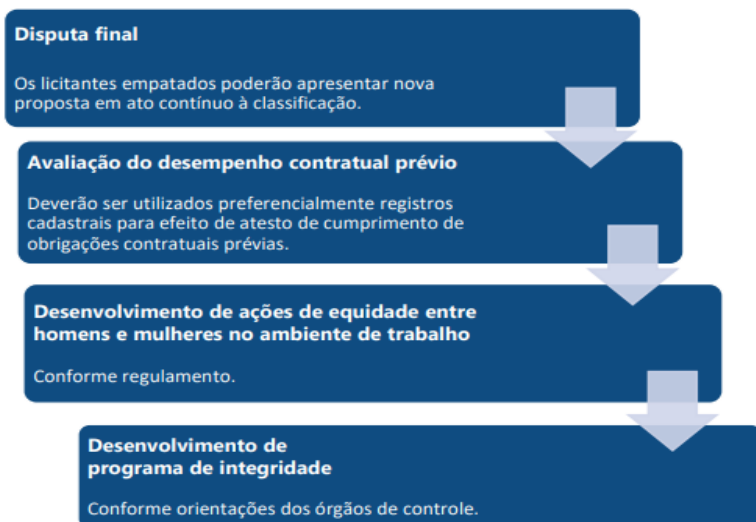 Disputa final
Os licitantes empatados poderão apresentar nova
proposta em ato contínuo à classificação.
Avaliação do desempenho contratual prévio
Deverão ser utilizados preferencialmente registros
cadastrais para efeito de atesto de cumprimento de
obrigações contratuais prévias.
Desenvolvimento de ações de equidade entre
homens e mulheres no ambiente de trabalho
Conforme regulamento.
Desenvolvimento de
programa de integridade
Conforme orientações dos órgãos de controle.